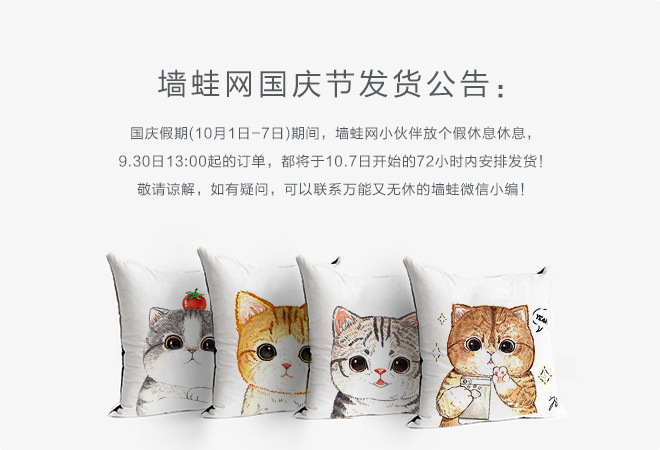 墙蛙网国庆节发货公告：
国庆假期(10月1日-7日)期间，墙蛙网小伙伴放个假休息休息，
9.30日13:00起的订单，都将于10.7日开始的72小时内安排发货！
敬请谅解，如有疑问，可以联系万能又无休的墙蛙微信小编！